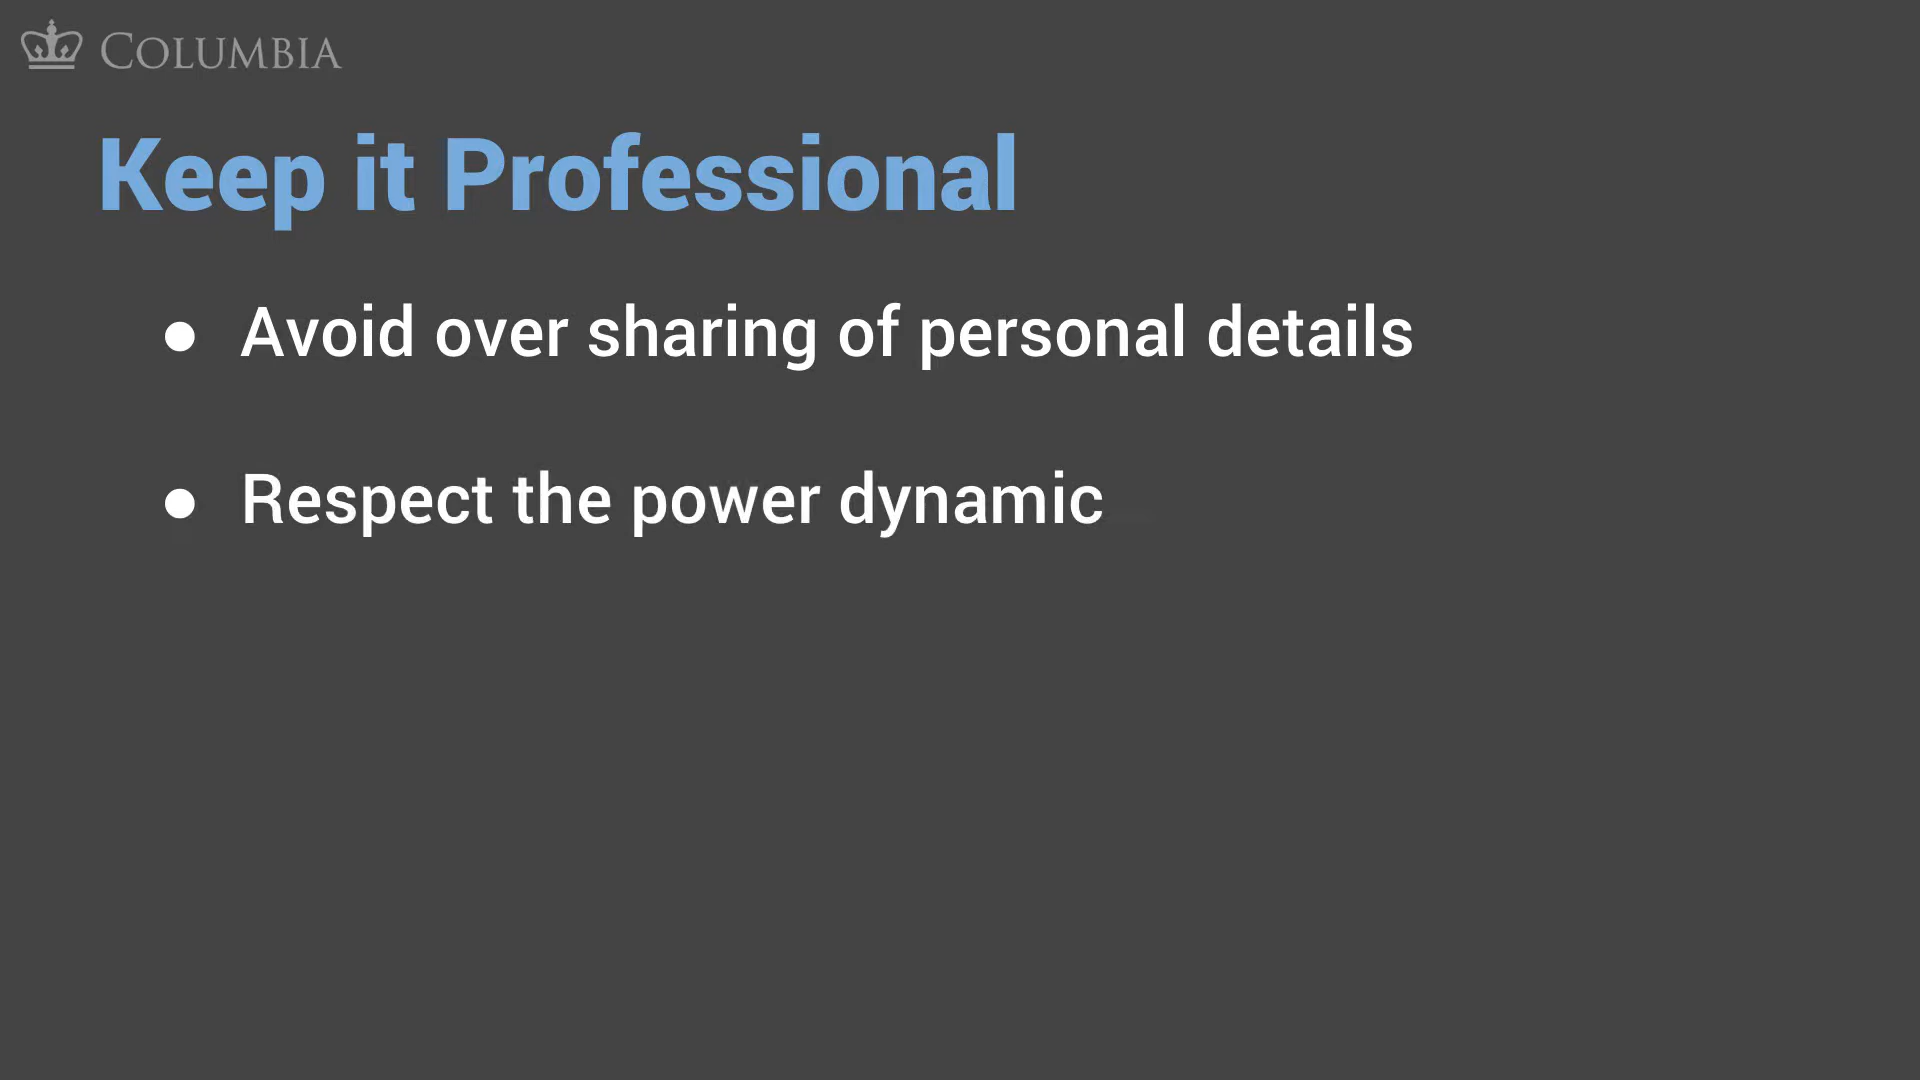 COLUMBIA
Keep it Professional
● Avoid over sharing of personal details
● Respect the power dynamic